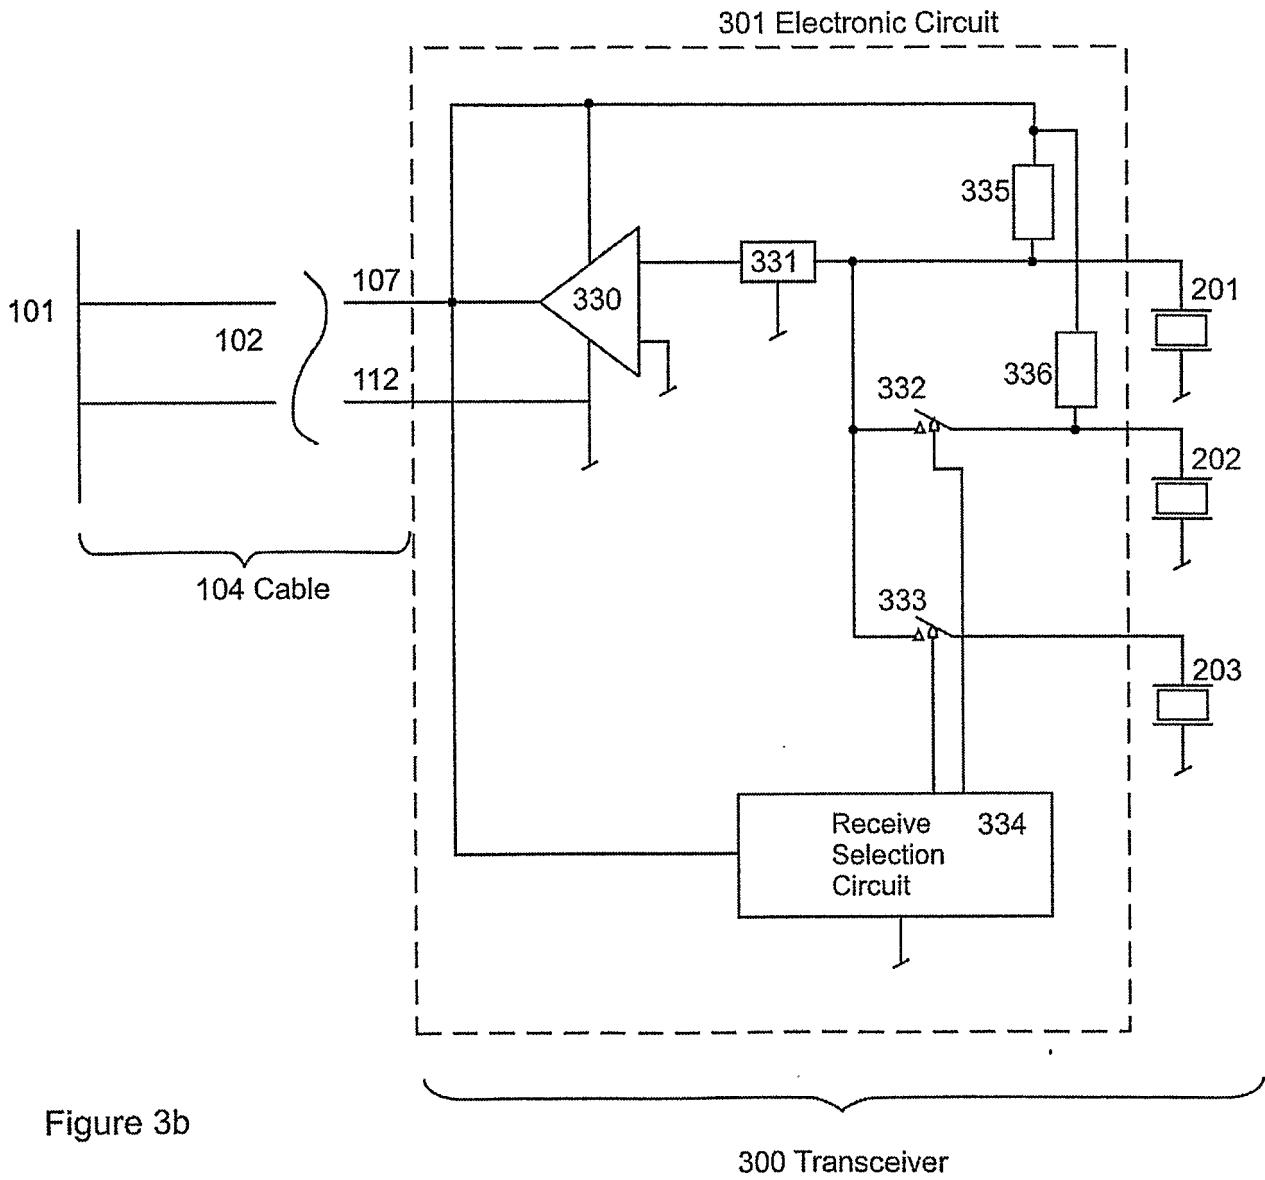 301 Electronic Circuit
335
107
331
201
101
330
102
336
112
332
202
104 Cable
333
203
Receive 334
Selection
Circuit
Figure 3b
300 Transceiver